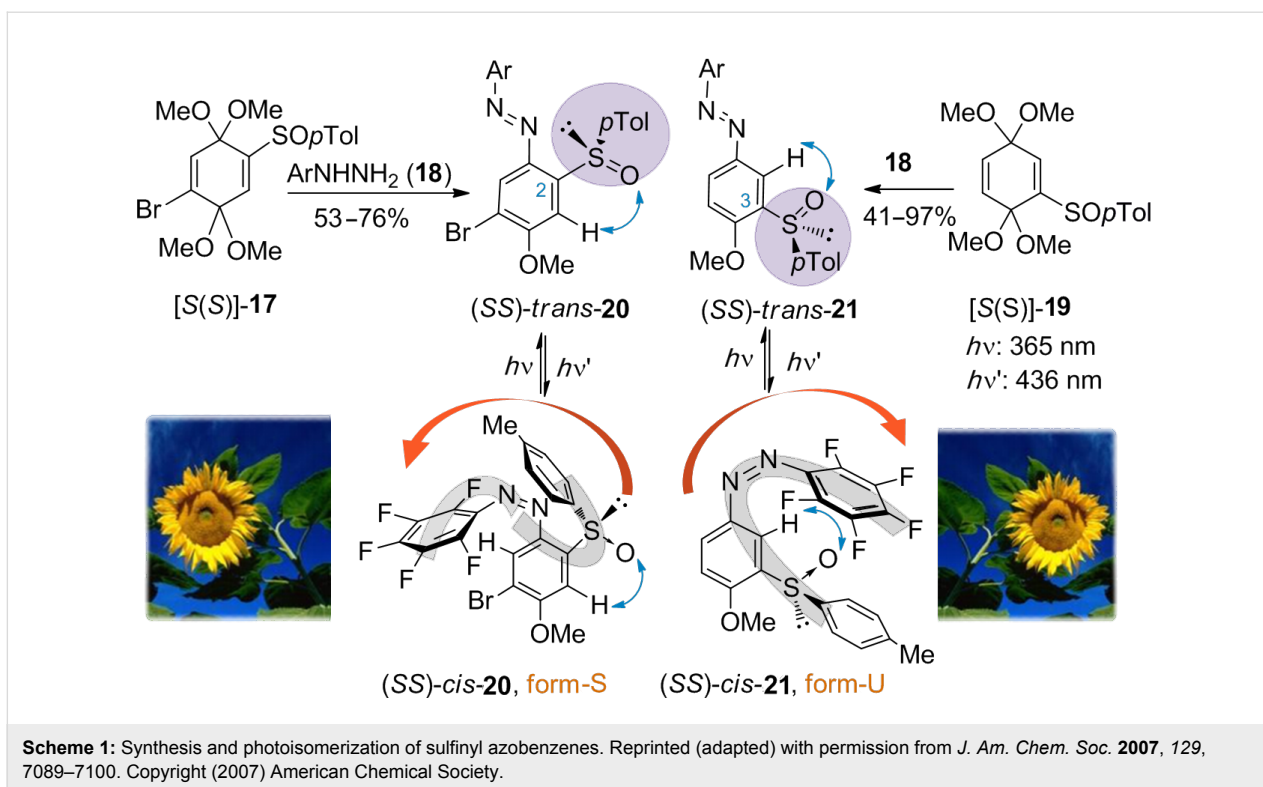 MeO OMe
SOpTol
Br
MeO OMe
[S(S)]-17
ArNHNH2 (18)
53–76%
Ar
N
N
pTol
S
O
2
Br
H
OMe
(SS)-trans-20
Ar
N
N
H
3
O
S
MeO
pTol
(SS)-trans-21
18
41–97%
MeO OMe
SOpTol
MeO OMe
[S(S)]-19
hν: 365 nm
hν': 436 nm
hν hν'
hν hν'
Me
F
F
F
F
F
N
N
S
O
H
Br
H
OMe
(SS)-cis-20, form-S
N
N
F
F
F
F
F
H
O
S
OMe
Me
(SS)-cis-21, form-U
Scheme 1: Synthesis and photoisomerization of sulfinyl azobenzenes. Reprinted (adapted) with permission from J. Am. Chem. Soc. 2007, 129,
7089–7100. Copyright (2007) American Chemical Society.